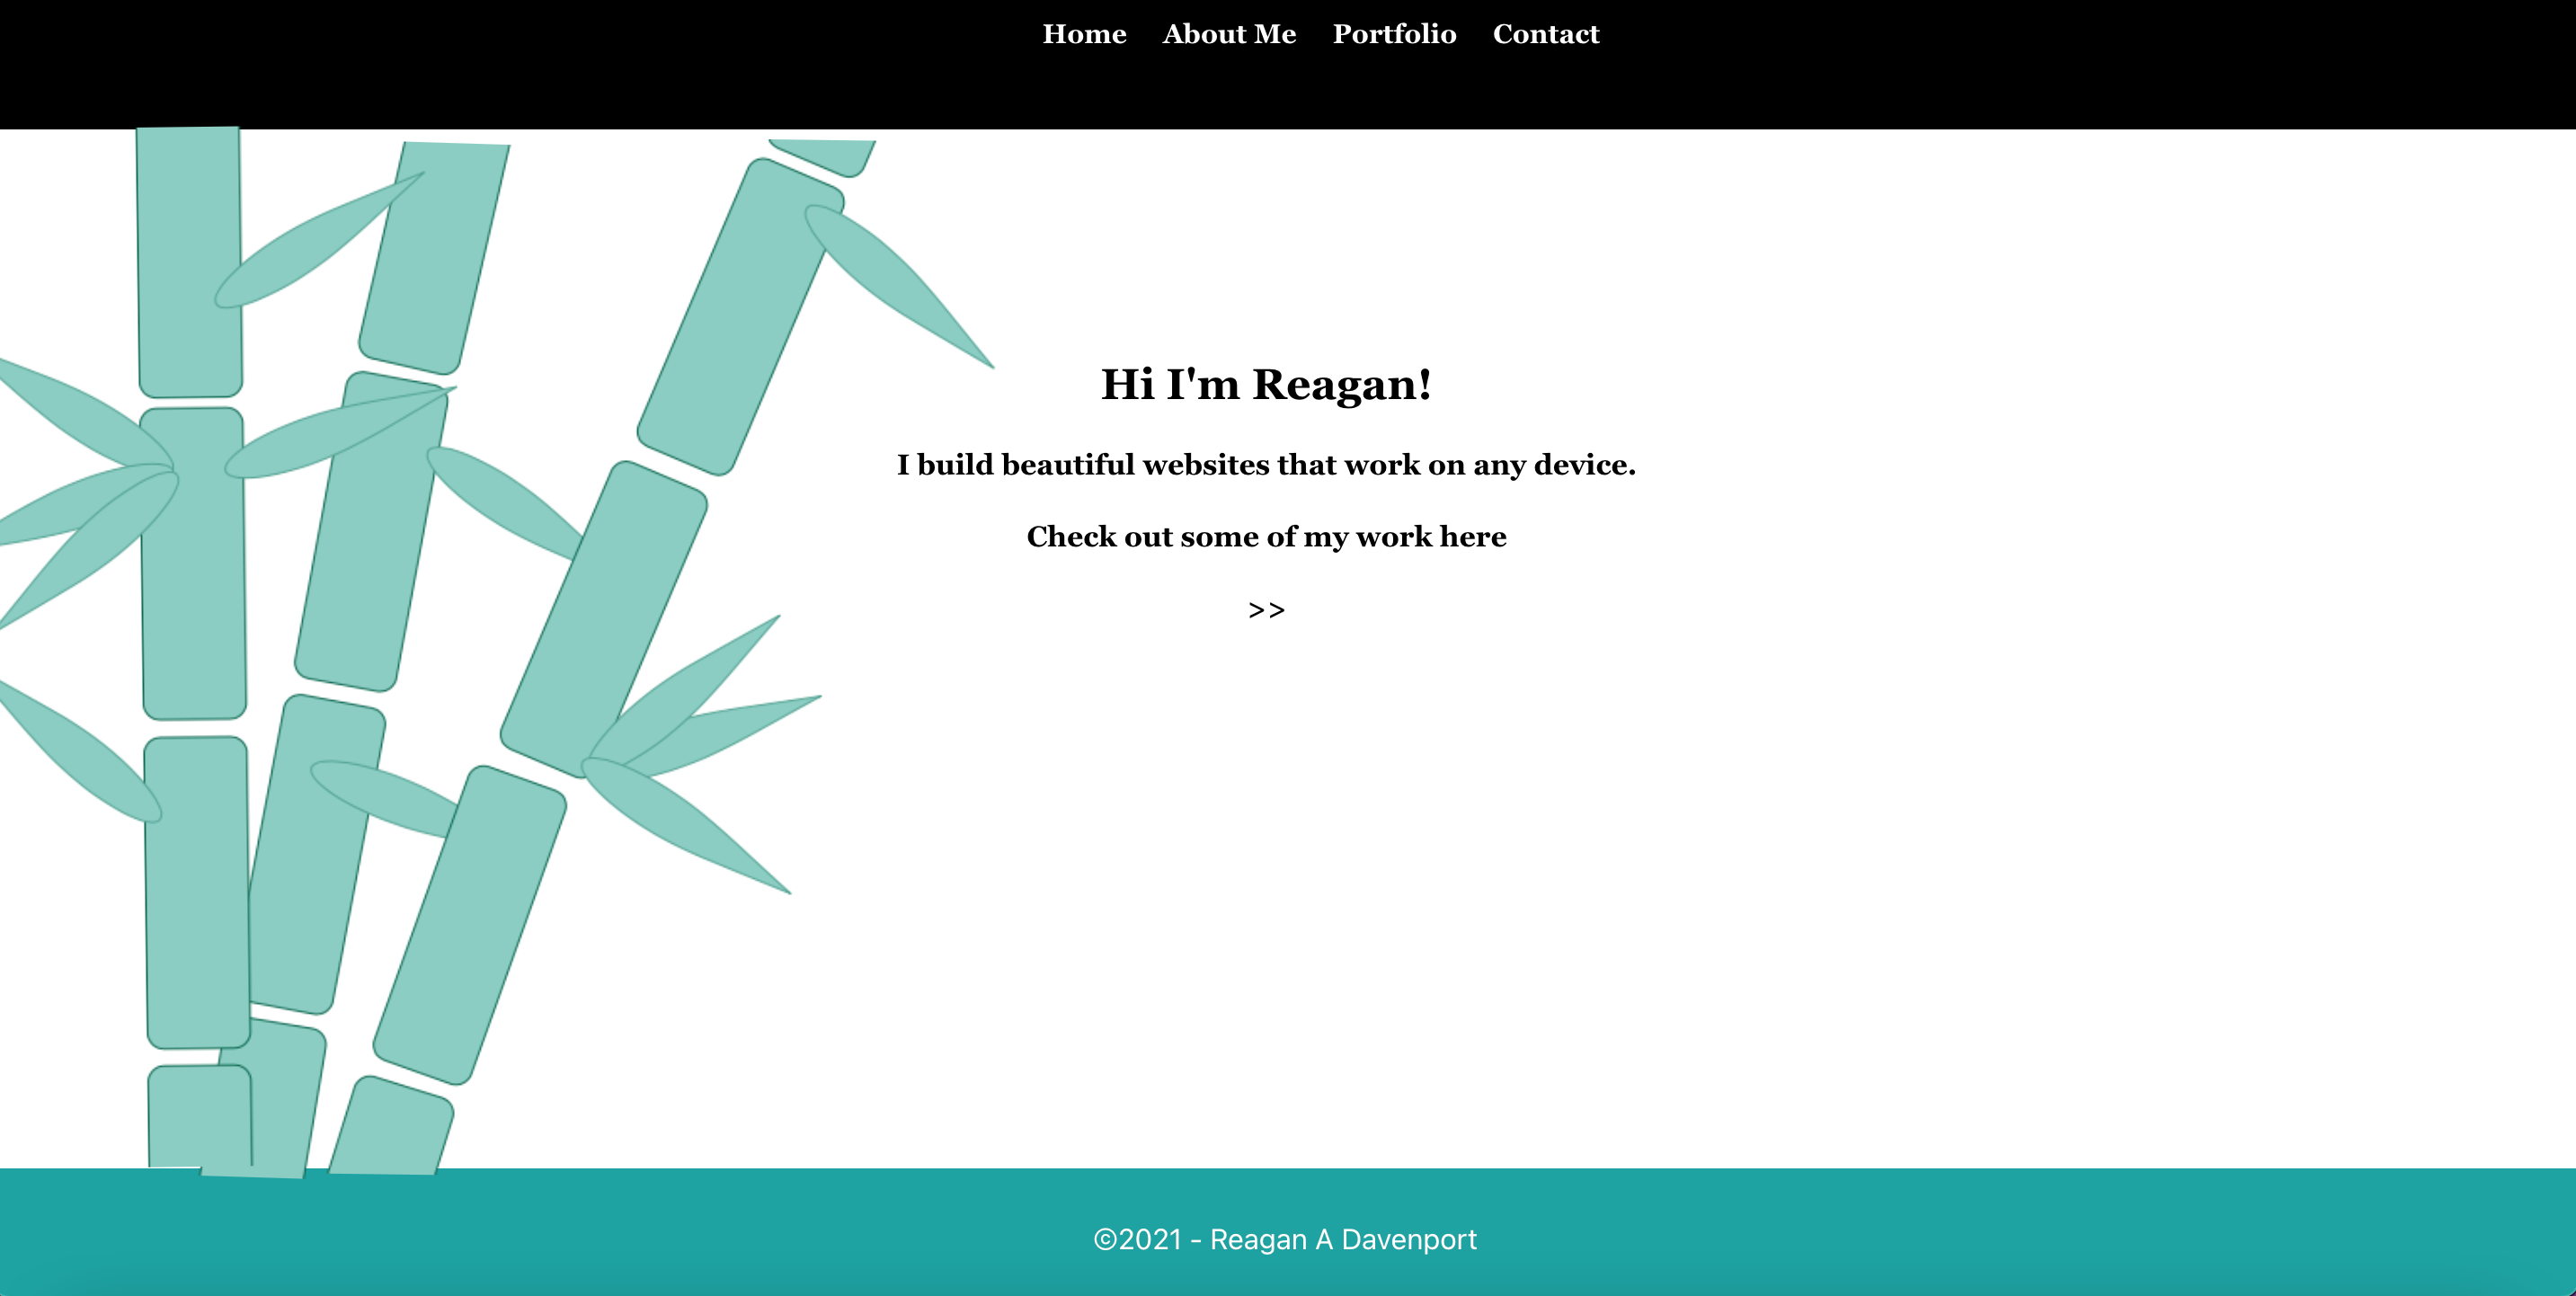 Home About Me Portfolio Contact
Hi I'm Reagan!
I build beautiful websites that work on any device.
Check out some of my work here
>>
©2021 - Reagan A Davenport